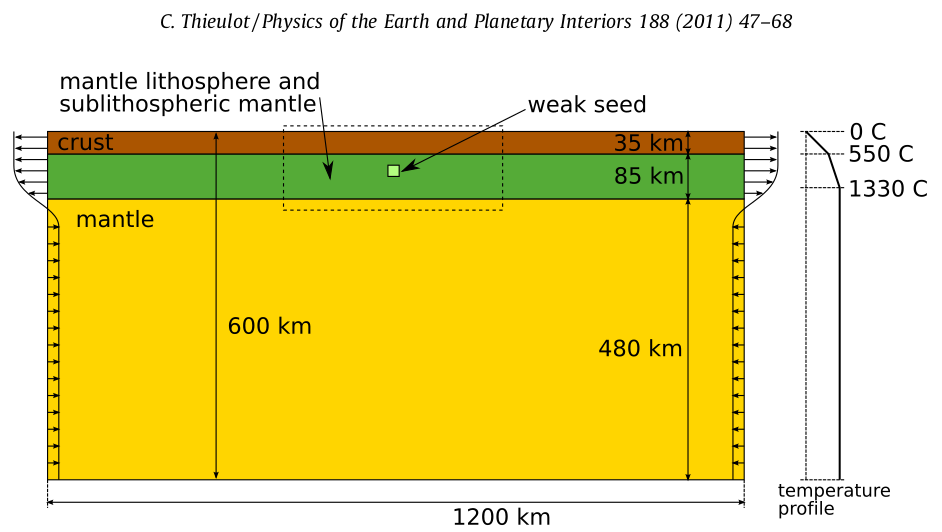 C. Thieulot / Physics of the Earth and Planetary Interiors 188 (2011) 47–68
mantle lithosphere and
sublithospheric mantle
weak seed
crust
35 km
0 C
550 C
85 km
1330 C
mantle
600 km
480 km
temperature
profile
1200 km